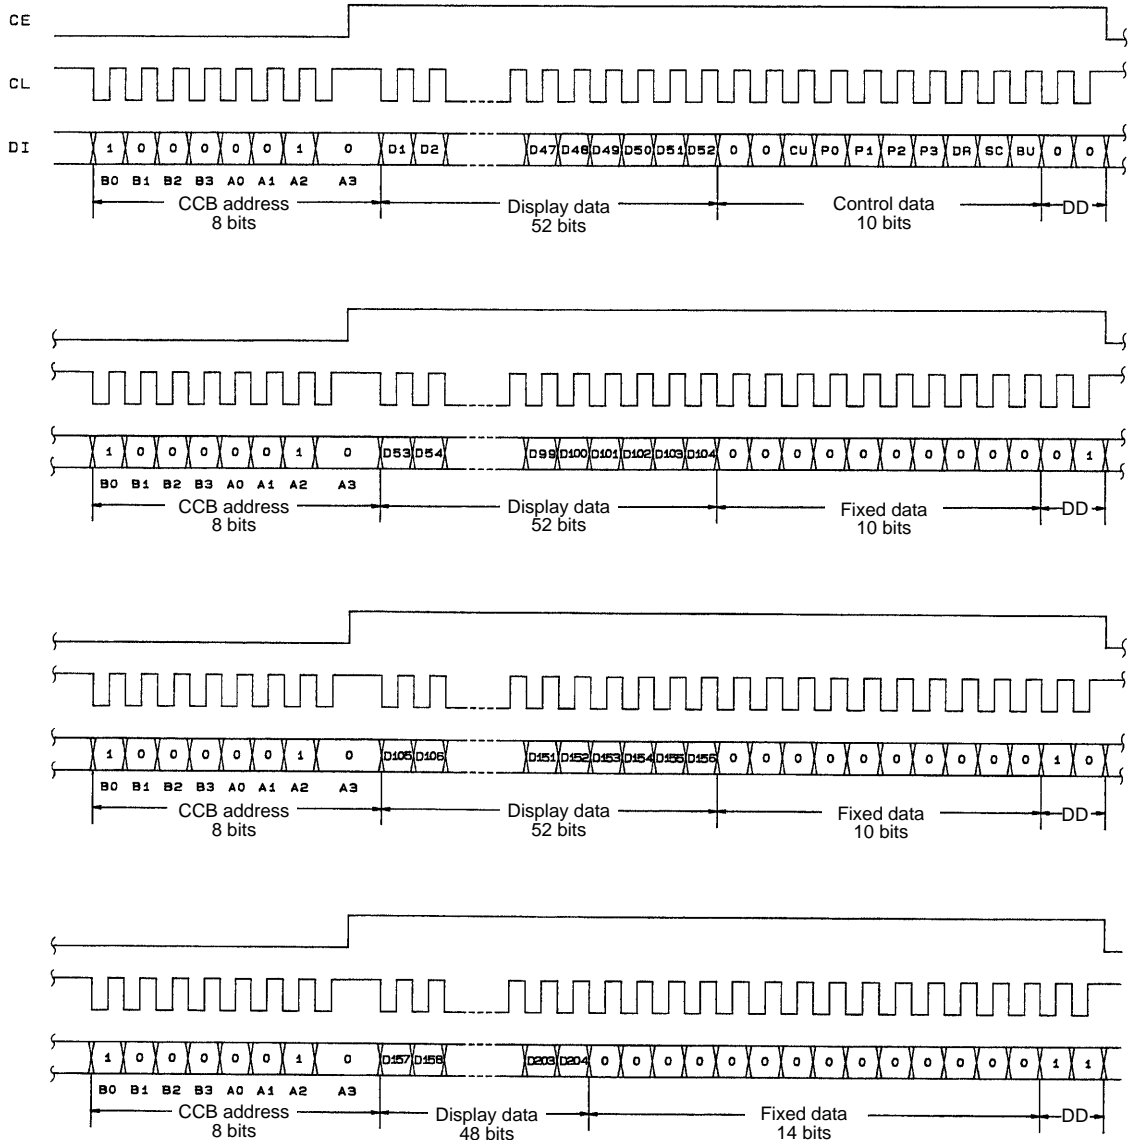 CE
CL
DI
1 0 0 0 0 0 1 0 D1 D2 D47 D48 D49 D50 D51 D52 0 0 CU P0 P1 P2 P3 DR SC BU 0 0
B0 B1 B2 B3 A0 A1 A2 A3
CCB address Display data Control data DD
8 bits 52 bits 10 bits
1 0 0 0 0 0 1 0 D53 D54 D99 D100 D101 D102 D103 D104 0 0 0 0 0 0 0 0 0 0 0 1
B0 B1 B2 B3 A0 A1 A2 A3
CCB address Display data Fixed data DD
8 bits 52 bits 10 bits
1 0 0 0 0 0 1 0 D105 D106 D151 D152 D153 D154 D155 D156 0 0 0 0 0 0 0 0 0 0 1 0
B0 B1 B2 B3 A0 A1 A2 A3
CCB address Display data Fixed data DD
8 bits 52 bits 10 bits
1 0 0 0 0 0 1 0 D157 D158 D203 D204 0 0 0 0 0 0 0 0 0 0 0 0 0 0 1 1
B0 B1 B2 B3 A0 A1 A2 A3
CCB address Display data Fixed data DD
8 bits 48 bits 14 bits